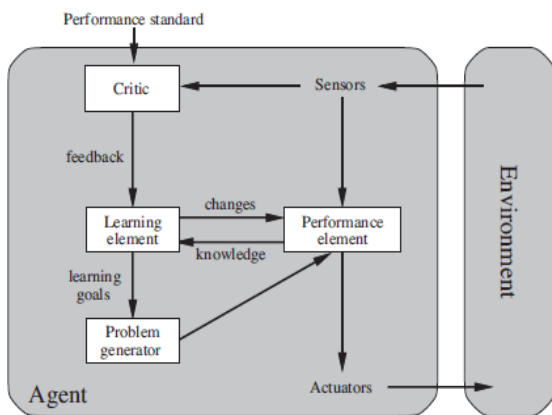 Performance standard
Critic
Sensors
feedback
changes
Learning
element
Performance
element
knowledge
learning
goals
Problem
generator
Agent
Actuators
Environment